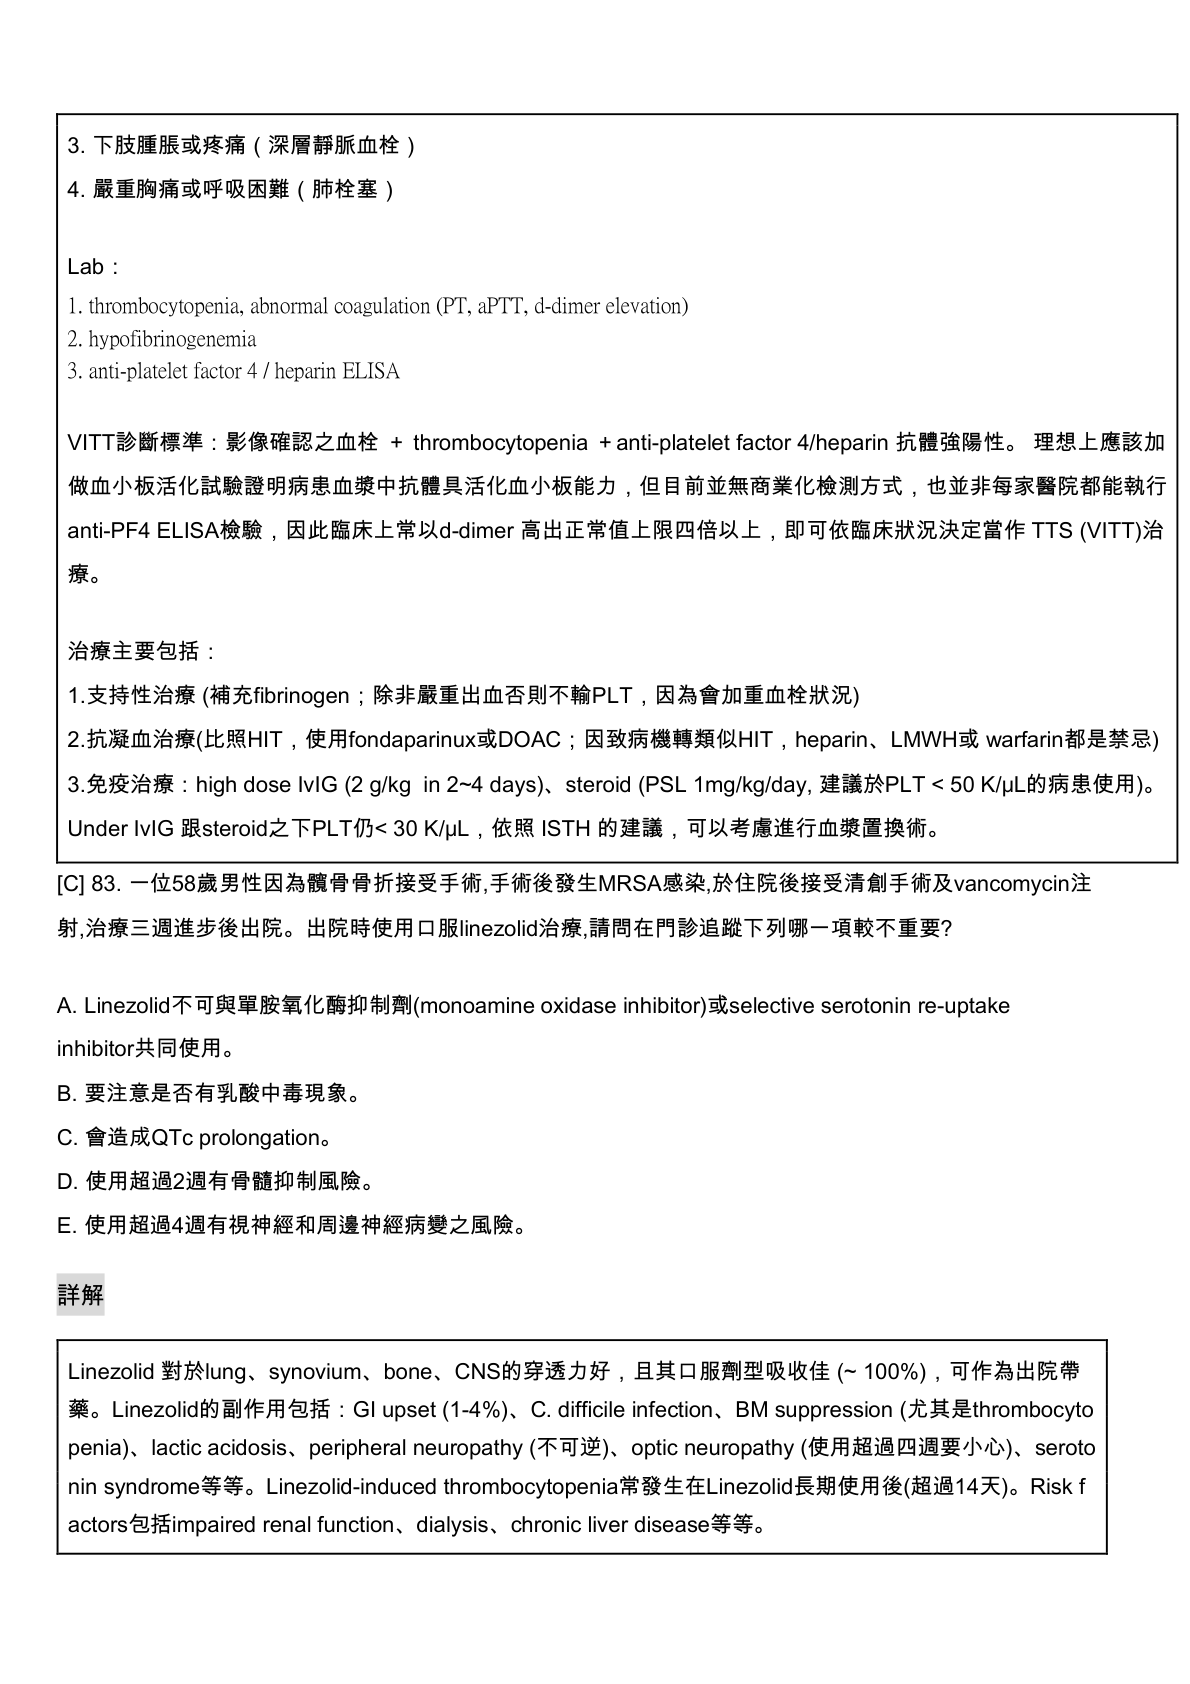 3. 下肢腫脹或疼痛（深層靜脈血栓）
4. 嚴重胸痛或呼吸困難（肺栓塞）
Lab：
1. thrombocytopenia, abnormal coagulation (PT, aPTT, d-dimer elevation)
2. hypofibrinogenemia
3. anti-platelet factor 4 / heparin ELISA
VITT診斷標準：影像確認之血栓 + thrombocytopenia + anti-platelet factor 4/heparin 抗體強陽性。 理想上應該加
做血小板活化試驗證明病患血漿中抗體具活化血小板能力，但目前並無商業化檢測方式，也並非每家醫院都能執行
anti-PF4 ELISA檢驗，因此臨床上常以d-dimer 高出正常值上限四倍以上，即可依臨床狀況決定當作 TTS (VITT)治
療。
治療主要包括：
1.支持性治療 (補充fibrinogen；除非嚴重出血否則不輸PLT，因為會加重血栓狀況)
2.抗凝血治療(比照HIT，使用fondaparinux或DOAC；因致病機轉類似HIT，heparin、LMWH或 warfarin都是禁忌)
3.免疫治療：high dose IvIG (2 g/kg in 2~4 days)、steroid (PSL 1mg/kg/day, 建議於PLT < 50 K/μL的病患使用)。
Under IvIG 跟steroid之下PLT仍< 30 K/μL，依照 ISTH 的建議，可以考慮進行血漿置換術。
[C] 83. 一位58歲男性因為髖骨骨折接受手術,手術後發生MRSA感染,於住院後接受清創手術及vancomycin注
射,治療三週進步後出院。出院時使用口服linezolid治療,請問在門診追蹤下列哪一項較不重要?
A. Linezolid不可與單胺氧化酶抑制劑(monoamine oxidase inhibitor)或selective serotonin re-uptake
inhibitor共同使用。
B. 要注意是否有乳酸中毒現象。
C. 會造成QTc prolongation。
D. 使用超過2週有骨髓抑制風險。
E. 使用超過4週有視神經和周邊神經病變之風險。
詳解
Linezolid 對於lung、synovium、bone、CNS的穿透力好，且其口服劑型吸收佳 (~ 100%)，可作為出院帶
藥。Linezolid的副作用包括：GI upset (1-4%)、C. difficile infection、BM suppression (尤其是thrombocyto
penia)、lactic acidosis、peripheral neuropathy (不可逆)、optic neuropathy (使用超過四週要小心)、seroto
nin syndrome等等。Linezolid-induced thrombocytopenia常發生在Linezolid長期使用後(超過14天)。Risk f
actors包括impaired renal function、dialysis、chronic liver disease等等。